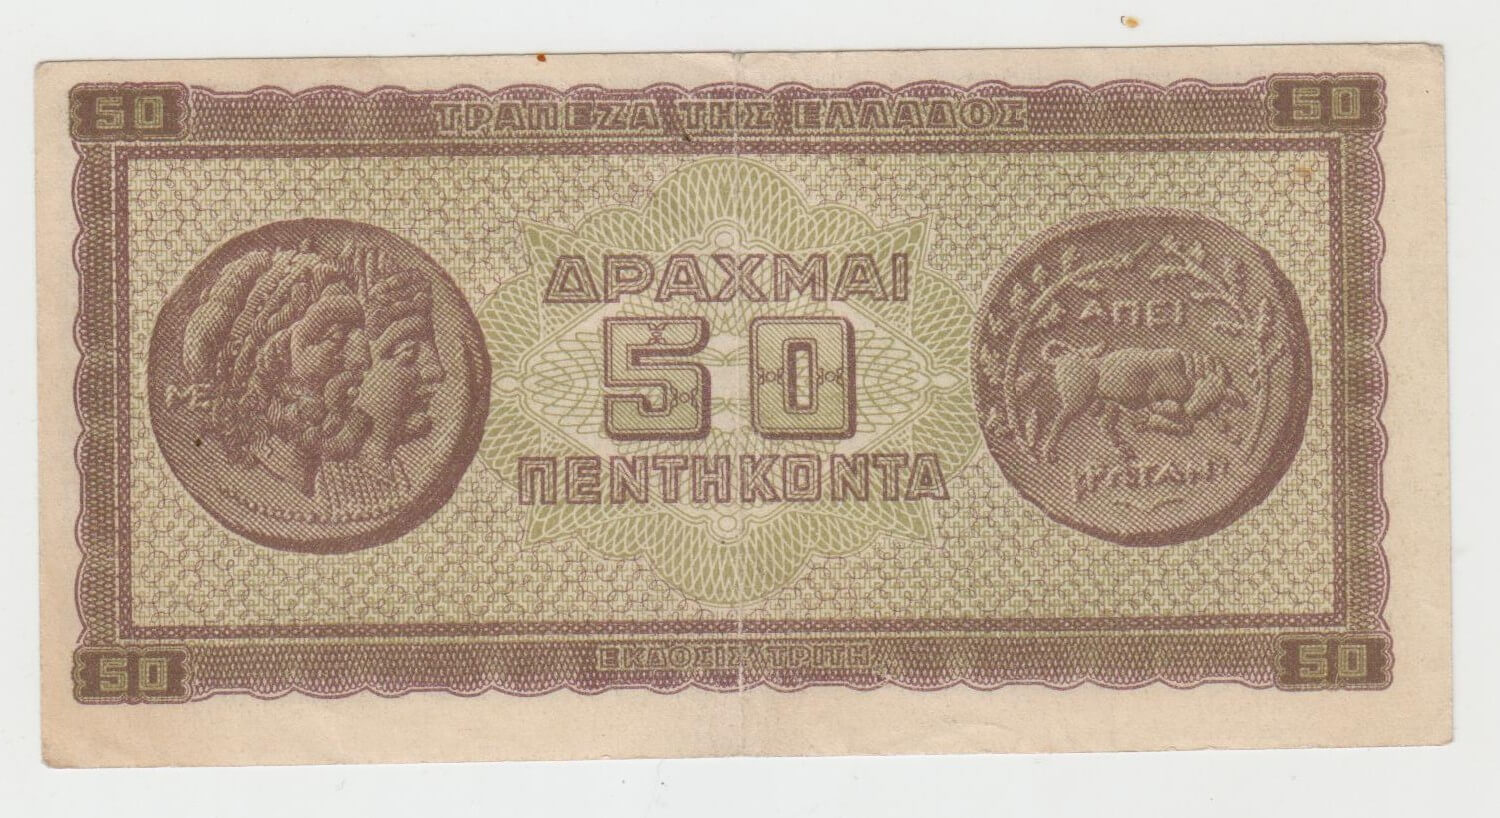 50 ΤΡΑΠΕΖΑ ΤΗΣ ΕΛΛΑΔΟΣ 50
ΔΡΑΧΜΑΙ
50
ΠΕΝΤΗΚΟΝΤΑ
ΑΠΕΙ
50 ΕΚΔΟΣΙΣ ΤΡΙΤΗ 50